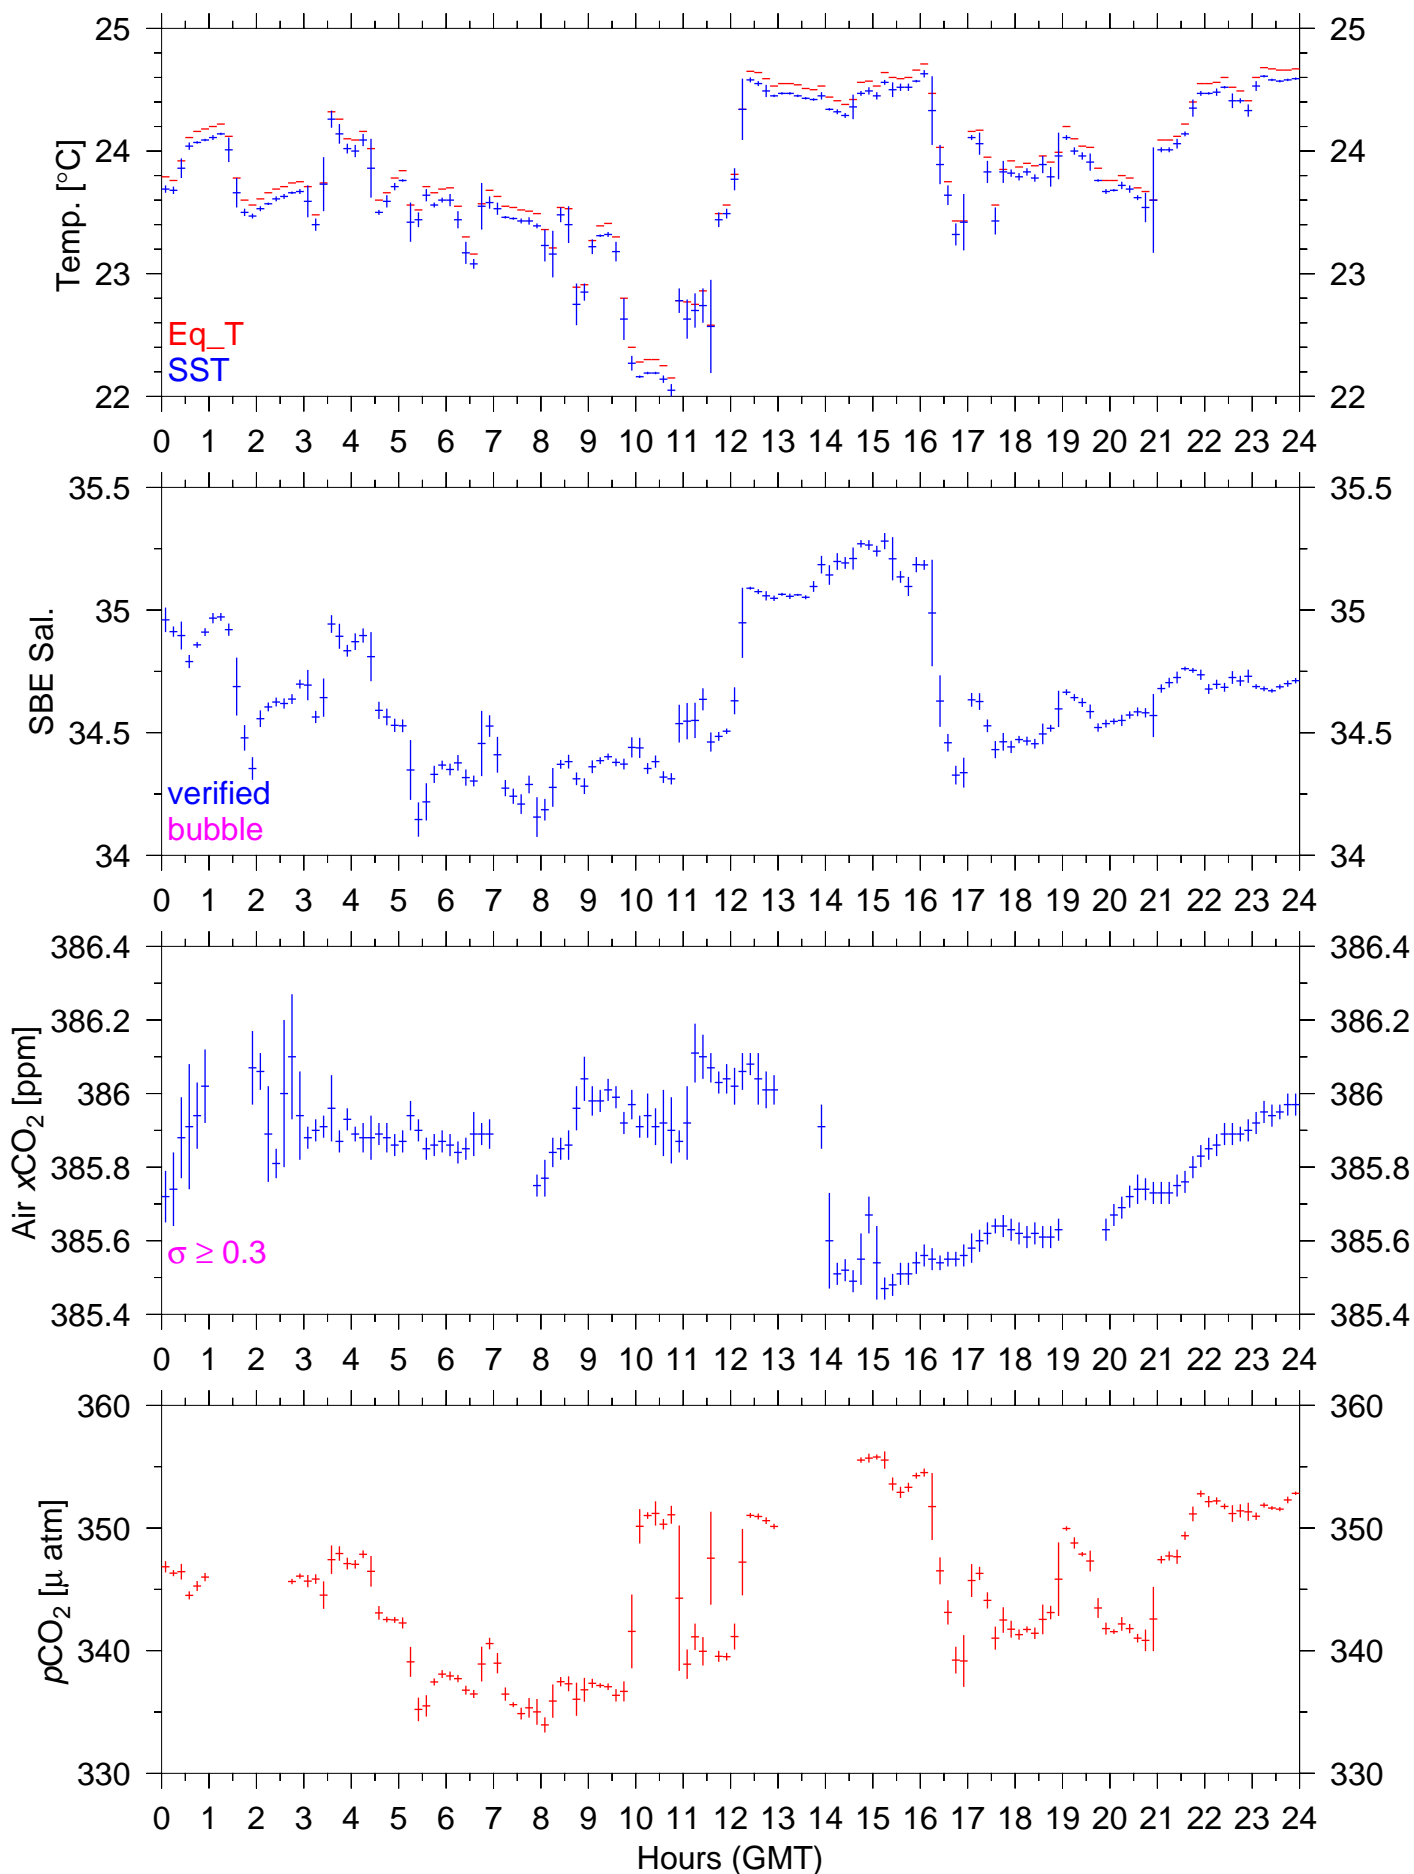 25 25
24 24
23 23
22 22
Temp. [°C]
Eq_T
SST
0 1 2 3 4 5 6 7 8 9 10 11 12 13 14 15 16 17 18 19 20 21 22 23 24
35.5 35.5
35 35
34.5 34.5
34 34
SBE Sal.
verified
bubble
0 1 2 3 4 5 6 7 8 9 10 11 12 13 14 15 16 17 18 19 20 21 22 23 24
386.4 386.4
386.2 386.2
386 386
385.8 385.8
385.6 385.6
385.4 385.4
Air xCO₂ [ppm]
σ ≥ 0.3
0 1 2 3 4 5 6 7 8 9 10 11 12 13 14 15 16 17 18 19 20 21 22 23 24
360 360
350 350
340 340
330 330
pCO₂ [μ atm]
0 1 2 3 4 5 6 7 8 9 10 11 12 13 14 15 16 17 18 19 20 21 22 23 24
Hours (GMT)